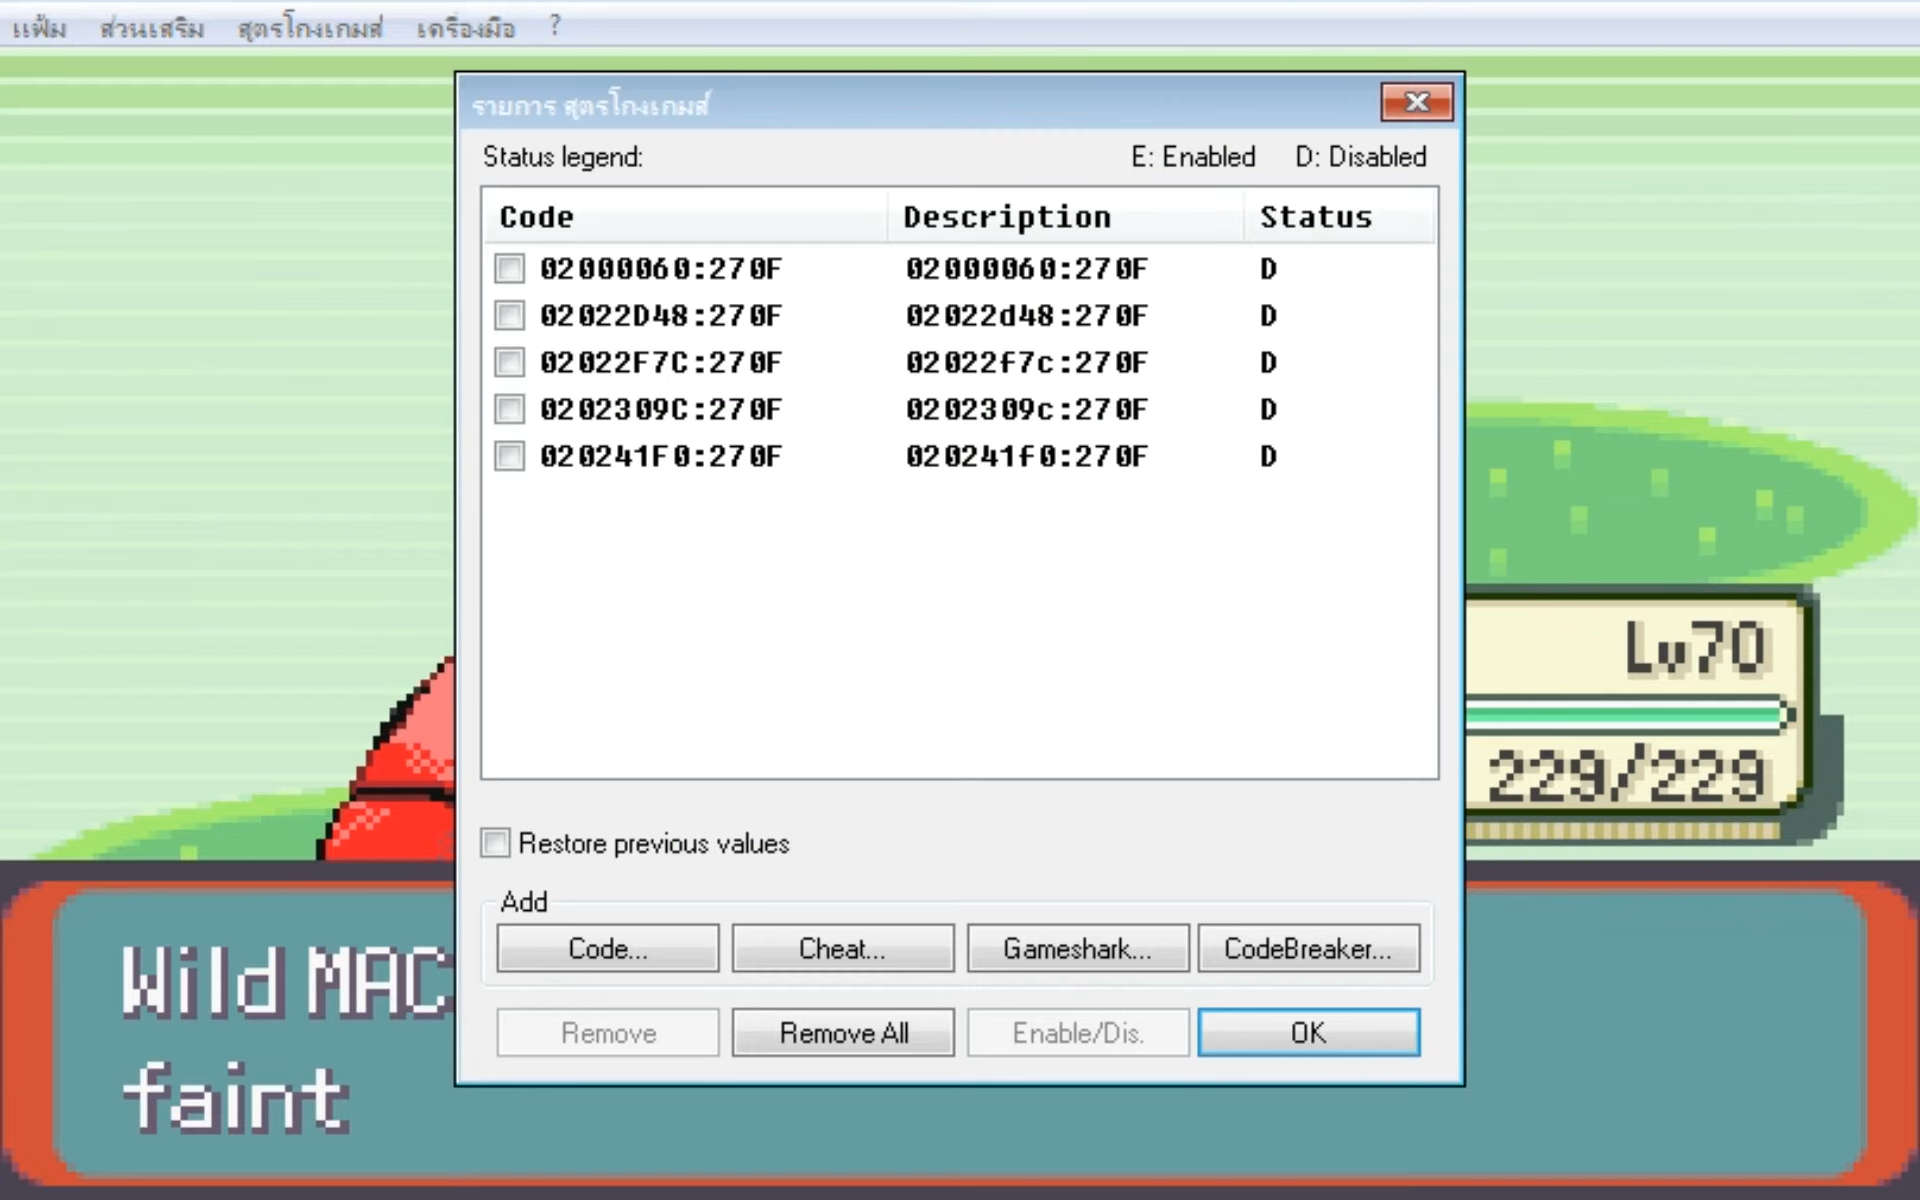 แฟ้ม ส่วนเสริม สูตรโกงเกมส์ เครื่องมือ ?
รายการ สูตรโกงเกมส์
Status legend: E: Enabled D: Disabled
Code Description Status
02000060:270F 02000060:270F D
02022D48:270F 02022d48:270F D
02022F7C:270F 02022f7c:270F D
0202309C:270F 0202309c:270F D
020241F0:270F 020241f0:270F D
Lv70
229/229
Restore previous values
Add
Code... Cheat... Gameshark... CodeBreaker...
Remove Remove All Enable/Dis. OK
Wild MAC
faint